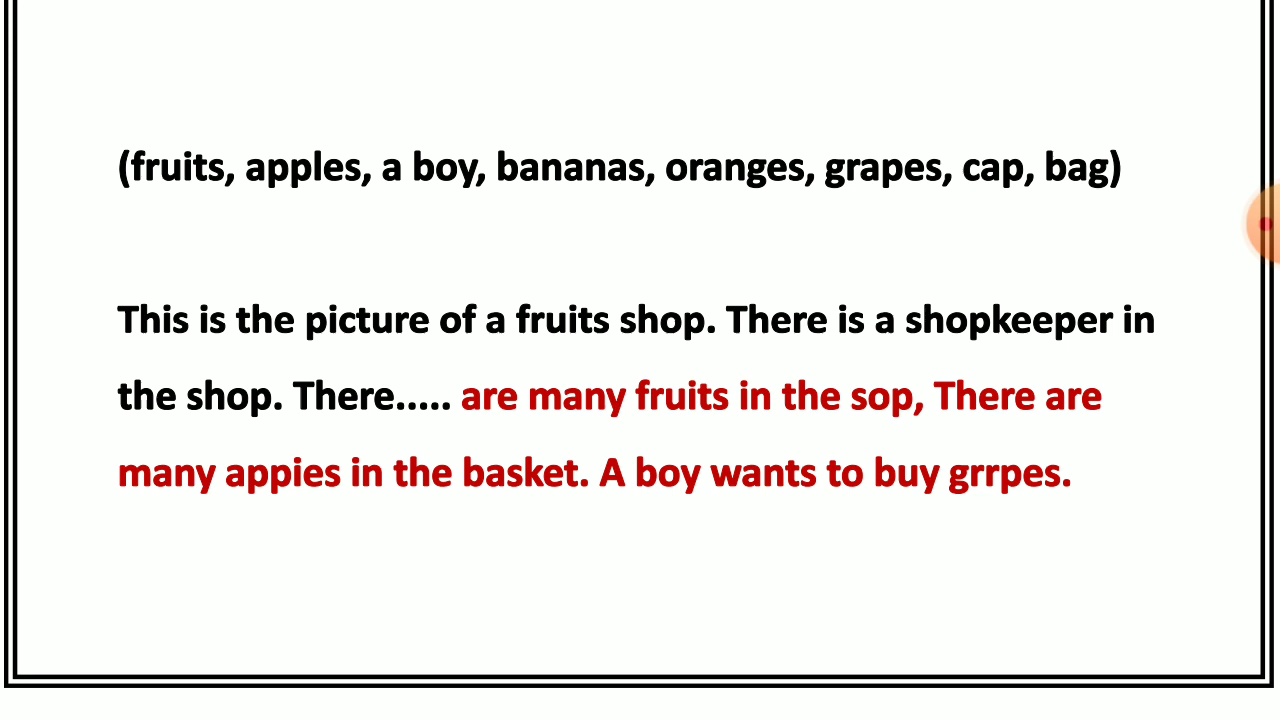 (fruits, apples, a boy, bananas, oranges, grapes, cap, bag)
This is the picture of a fruits shop. There is a shopkeeper in
the shop. There..... are many fruits in the sop, There are
many appies in the basket. A boy wants to buy grrpes.